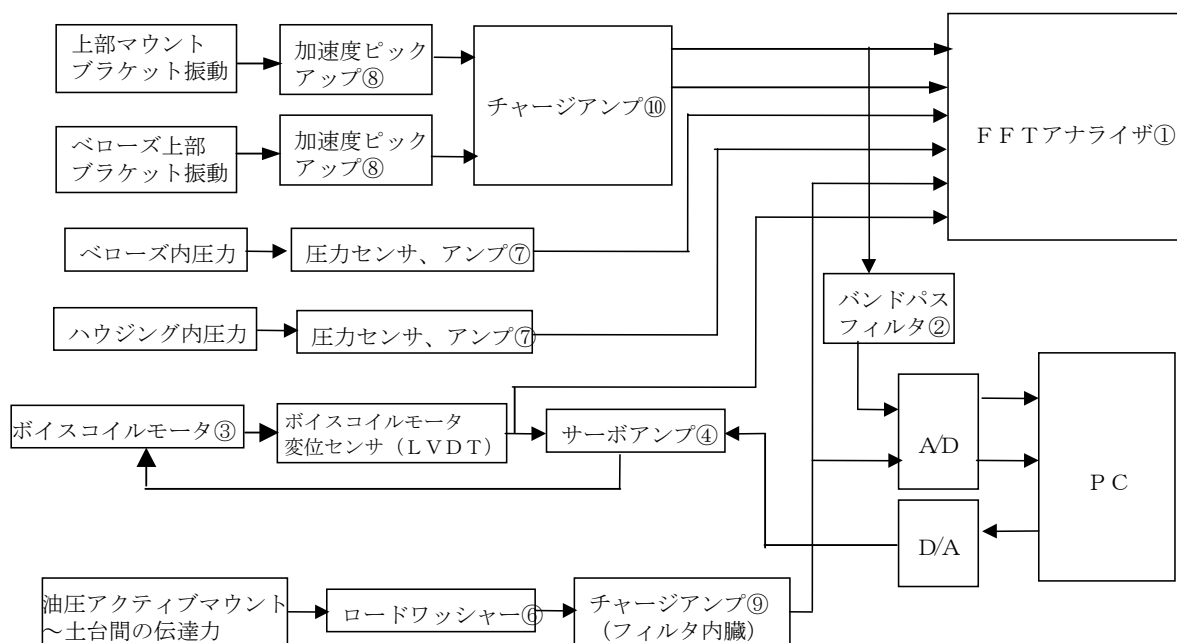 上部マウント
ブラケット振動
加速度ピック
アップ⑧
チャージアンプ⑩
ＦＦＴアナライザ①
ベローズ上部
ブラケット振動
加速度ピック
アップ⑧
ベローズ内圧力
圧力センサ、アンプ⑦
バンドパス
フィルタ②
ハウジング内圧力
圧力センサ、アンプ⑦
ボイスコイルモータ③
ボイスコイルモータ
変位センサ（ＬＶＤＴ）
サーボアンプ④
A/D
ＰＣ
D/A
油圧アクティブマウント
～土台間の伝達力
ロードワッシャー⑥
チャージアンプ⑨
（フィルタ内臓）